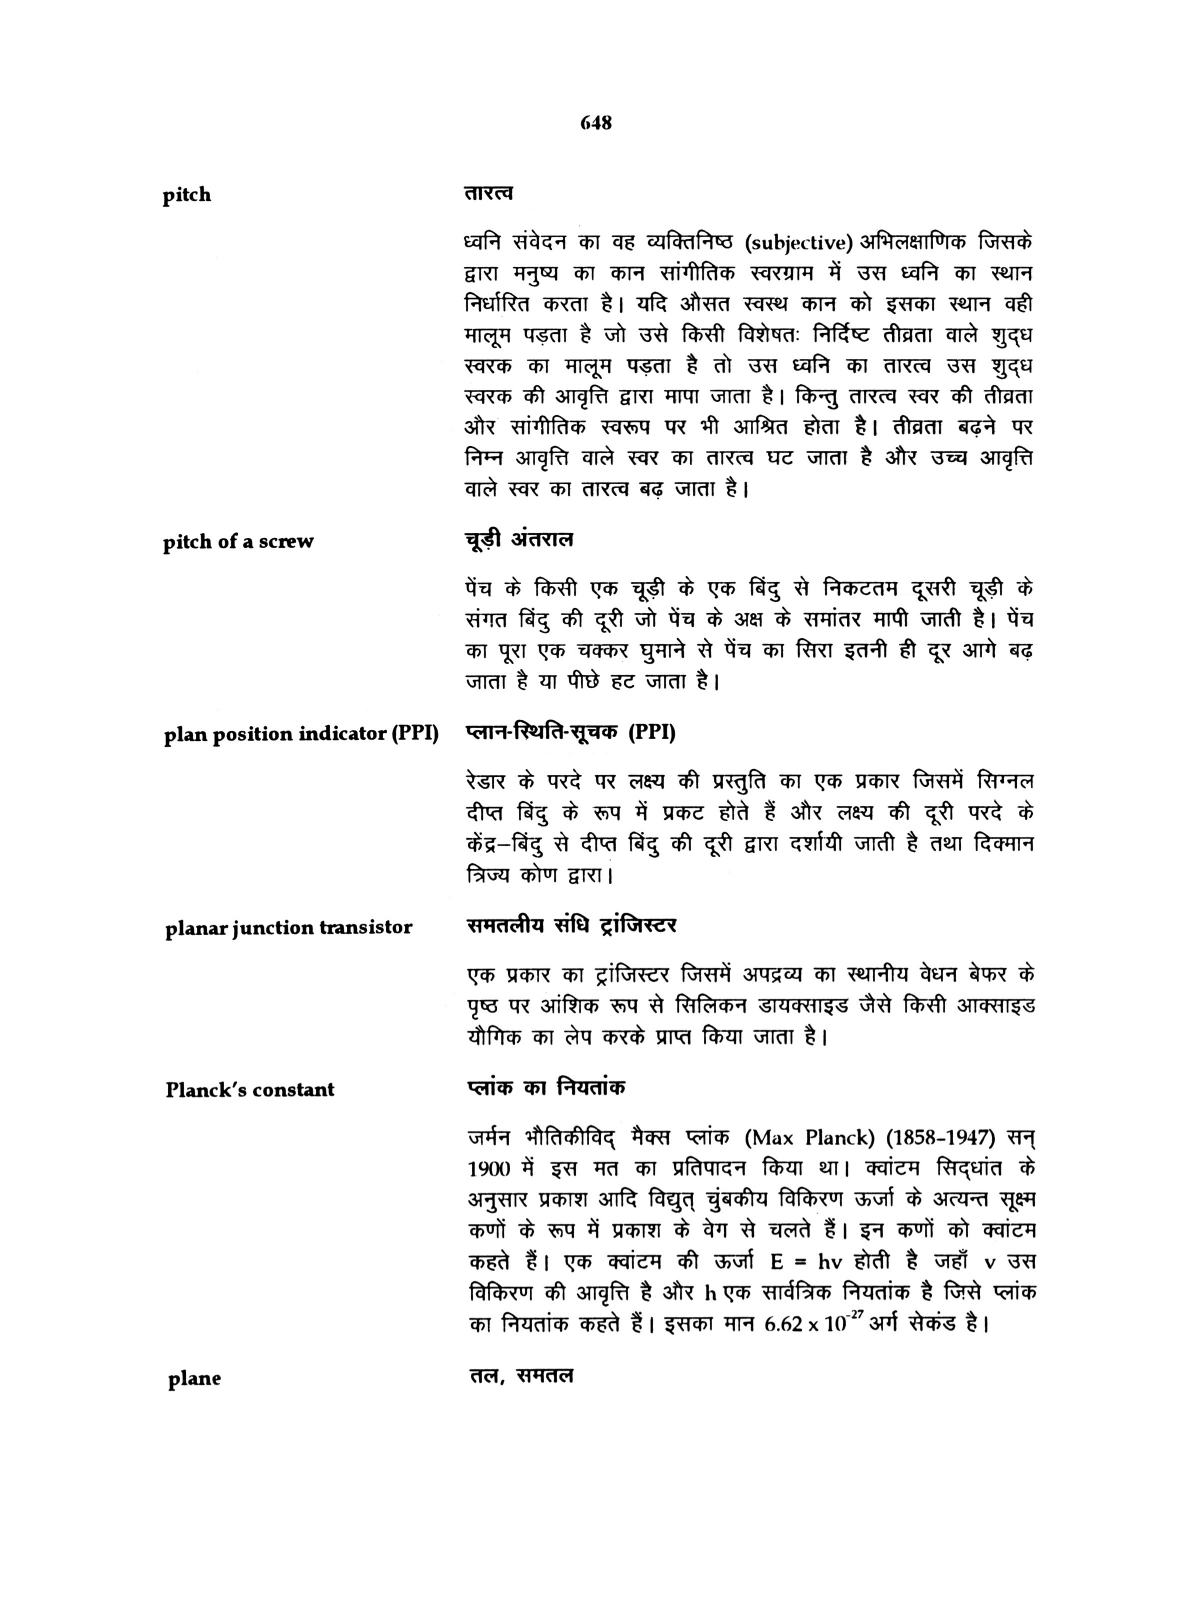 648
pitch तारत्व
ध्वनि संवेदन का वह व्यक्तिनिष्ठ (subjective) अभिलक्षाणिक जिसके
द्वारा मनुष्य का कान सांगीतिक स्वरग्राम में उस ध्वनि का स्थान
निर्धारित करता है। यदि औसत स्वस्थ कान को इसका स्थान वही
मालूम पड़ता है जो उसे किसी विशेषतः निर्दिष्ट तीव्रता वाले शुद्ध
स्वरक का मालूम पड़ता है तो उस ध्वनि का तारत्व उस शुद्ध
स्वरक की आवृत्ति द्वारा मापा जाता है। किन्तु तारत्व स्वर की तीव्रता
और सांगीतिक स्वरूप पर भी आश्रित होता है। तीव्रता बढ़ने पर
निम्न आवृत्ति वाले स्वर का तारत्व घट जाता है और उच्च आवृत्ति
वाले स्वर का तारत्व बढ़ जाता है।
pitch of a screw चूड़ी अंतराल
पेंच के किसी एक चूड़ी के एक बिंदु से निकटतम दूसरी चूड़ी के
संगत बिंदु की दूरी जो पेंच के अक्ष के समांतर मापी जाती है। पेंच
का पूरा एक चक्कर घुमाने से पेंच का सिरा इतनी ही दूर आगे बढ़
जाता है या पीछे हट जाता है।
plan position indicator (PPI) प्लान-स्थिति-सूचक (PPI)
रेडार के परदे पर लक्ष्य की प्रस्तुति का एक प्रकार जिसमें सिग्नल
दीप्त बिंदु के रूप में प्रकट होते हैं और लक्ष्य की दूरी परदे के
केंद्र–बिंदु से दीप्त बिंदु की दूरी द्वारा दर्शायी जाती है तथा दिक्मान
त्रिज्य कोण द्वारा।
planar junction transistor समतलीय संधि ट्रांजिस्टर
एक प्रकार का ट्रांजिस्टर जिसमें अपद्रव्य का स्थानीय वेधन बेफर के
पृष्ठ पर आंशिक रूप से सिलिकन डायक्साइड जैसे किसी आक्साइड
यौगिक का लेप करके प्राप्त किया जाता है।
Planck's constant प्लांक का नियतांक
जर्मन भौतिकीविद् मैक्स प्लांक (Max Planck) (1858–1947) सन्
1900 में इस मत का प्रतिपादन किया था। क्वांटम सिद्धांत के
अनुसार प्रकाश आदि विद्युत् चुंबकीय विकिरण ऊर्जा के अत्यन्त सूक्ष्म
कणों के रूप में प्रकाश के वेग से चलते हैं। इन कणों को क्वांटम
कहते हैं। एक क्वांटम की ऊर्जा E = hv होती है जहाँ v उस
विकिरण की आवृत्ति है और h एक सार्वत्रिक नियतांक है जिसे प्लांक
का नियतांक कहते हैं। इसका मान 6.62 x 10⁻²⁷ अर्ग सेकंड है।
plane तल, समतल